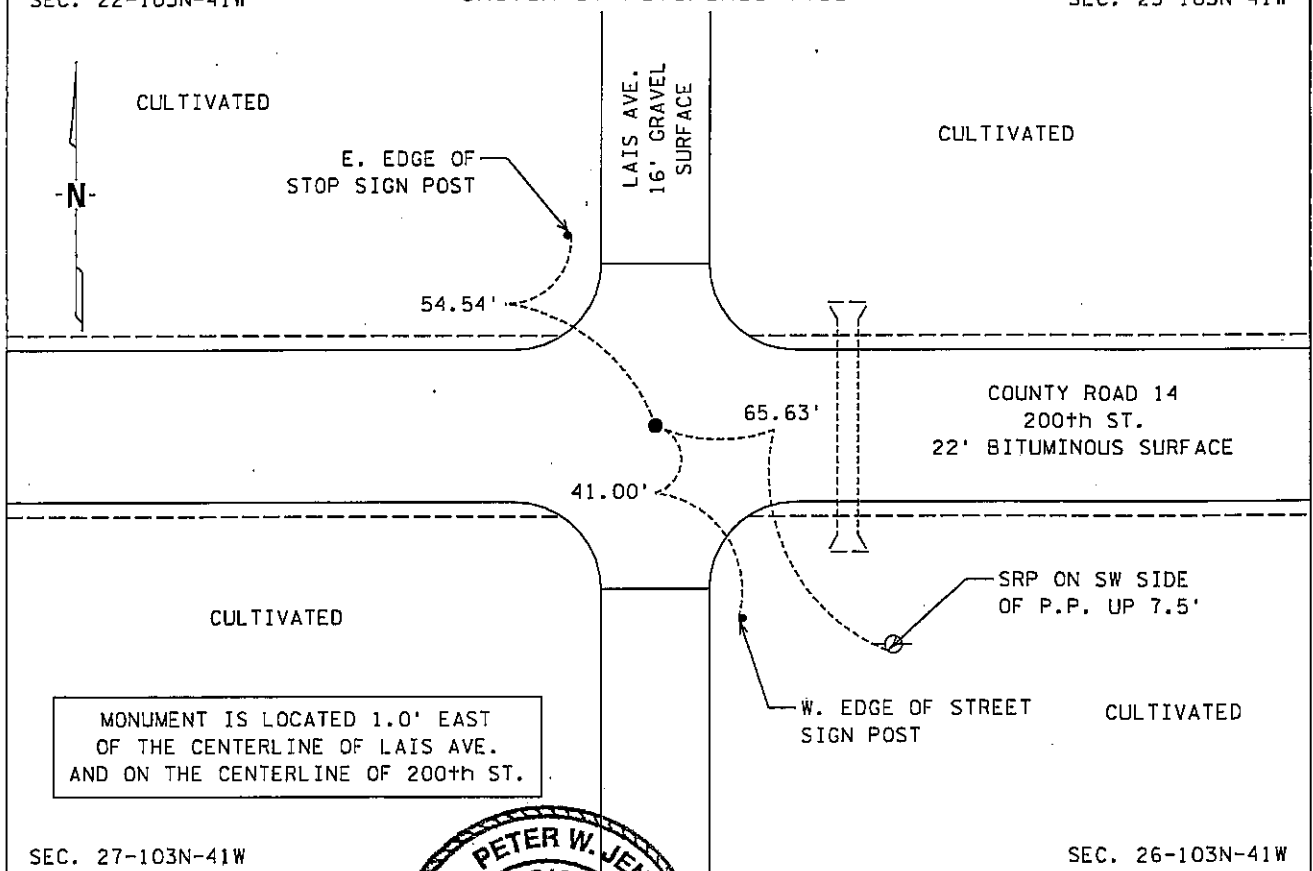 SEC. 22-103N-41W
SEC. 23-103N-41W
CULTIVATED
LAIS AVE.
16' GRAVEL
SURFACE
CULTIVATED
E. EDGE OF
STOP SIGN POST
-N-
54.54'
COUNTY ROAD 14
200th ST.
22' BITUMINOUS SURFACE
65.63'
41.00'
SRP ON SW SIDE
OF P.P. UP 7.5'
CULTIVATED
W. EDGE OF STREET
SIGN POST
CULTIVATED
MONUMENT IS LOCATED 1.0' EAST
OF THE CENTERLINE OF LAIS AVE.
AND ON THE CENTERLINE OF 200th ST.
PETER W. JEN
SEC. 27-103N-41W
SEC. 26-103N-41W